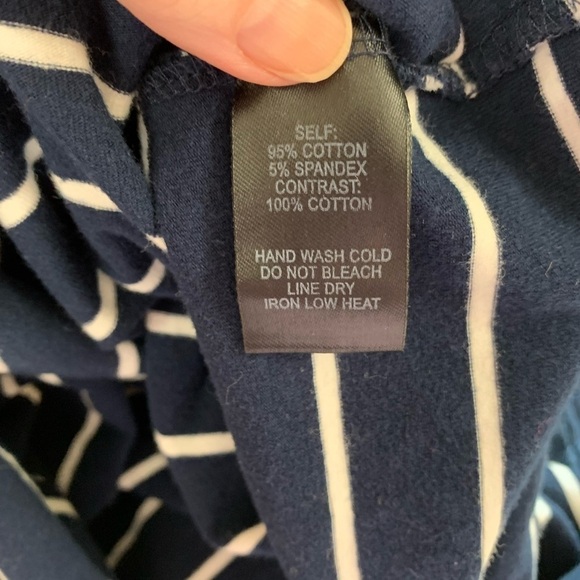 SELF:
95% COTTON
5% SPANDEX
CONTRAST:
100% COTTON
HAND WASH COLD
DO NOT BLEACH
LINE DRY
IRON LOW HEAT